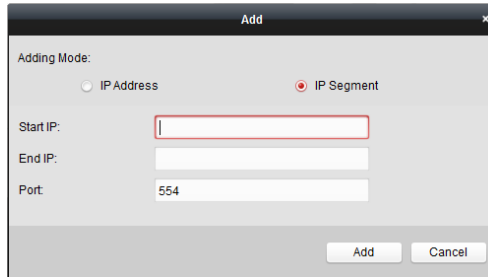 Add ×
Adding Mode:
IP Address IP Segment
Start IP:
End IP:
Port: 554
Add Cancel